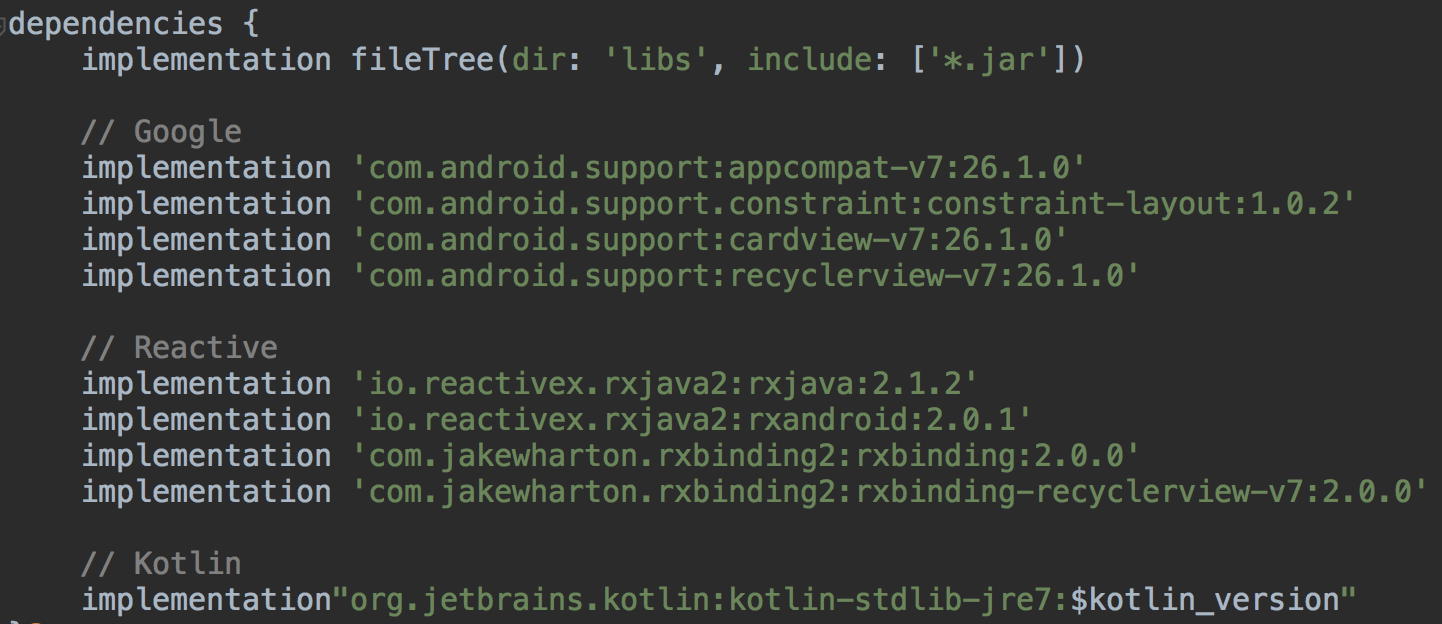 dependencies {
    implementation fileTree(dir: 'libs', include: ['*.jar'])

    // Google
    implementation 'com.android.support:appcompat-v7:26.1.0'
    implementation 'com.android.support.constraint:constraint-layout:1.0.2'
    implementation 'com.android.support:cardview-v7:26.1.0'
    implementation 'com.android.support:recyclerview-v7:26.1.0'

    // Reactive
    implementation 'io.reactivex.rxjava2:rxjava:2.1.2'
    implementation 'io.reactivex.rxjava2:rxandroid:2.0.1'
    implementation 'com.jakewharton.rxbinding2:rxbinding:2.0.0'
    implementation 'com.jakewharton.rxbinding2:rxbinding-recyclerview-v7:2.0.0'

    // Kotlin
    implementation"org.jetbrains.kotlin:kotlin-stdlib-jre7:$kotlin_version"